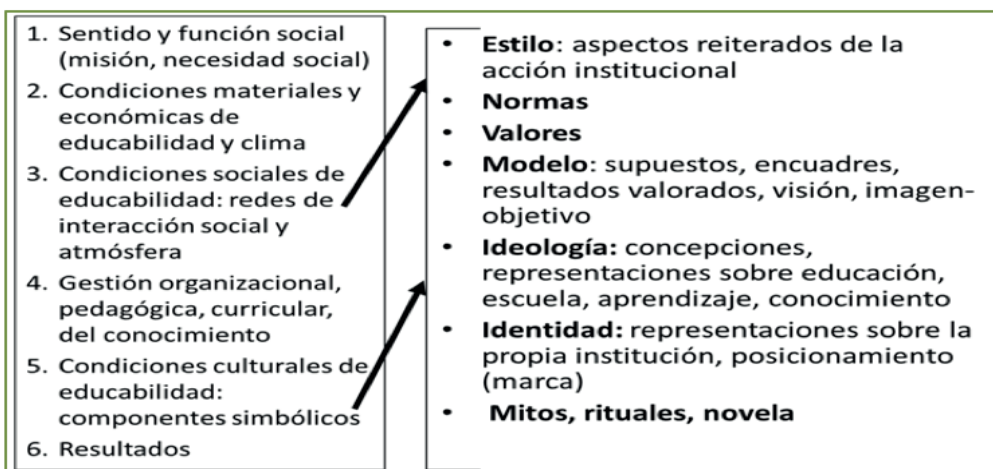 1. Sentido y función social
(misión, necesidad social)
2. Condiciones materiales y
económicas de
educabilidad y clima
3. Condiciones sociales de
educabilidad: redes de
interacción social y
atmósfera
4. Gestión organizacional,
pedagógica, curricular,
del conocimiento
5. Condiciones culturales de
educabilidad:
componentes simbólicos
6. Resultados
• Estilo: aspectos reiterados de la
acción institucional
• Normas
• Valores
• Modelo: supuestos, encuadres,
resultados valorados, visión, imagen-
objetivo
• Ideología: concepciones,
representaciones sobre educación,
escuela, aprendizaje, conocimiento
• Identidad: representaciones sobre la
propia institución, posicionamiento
(marca)
• Mitos, rituales, novela